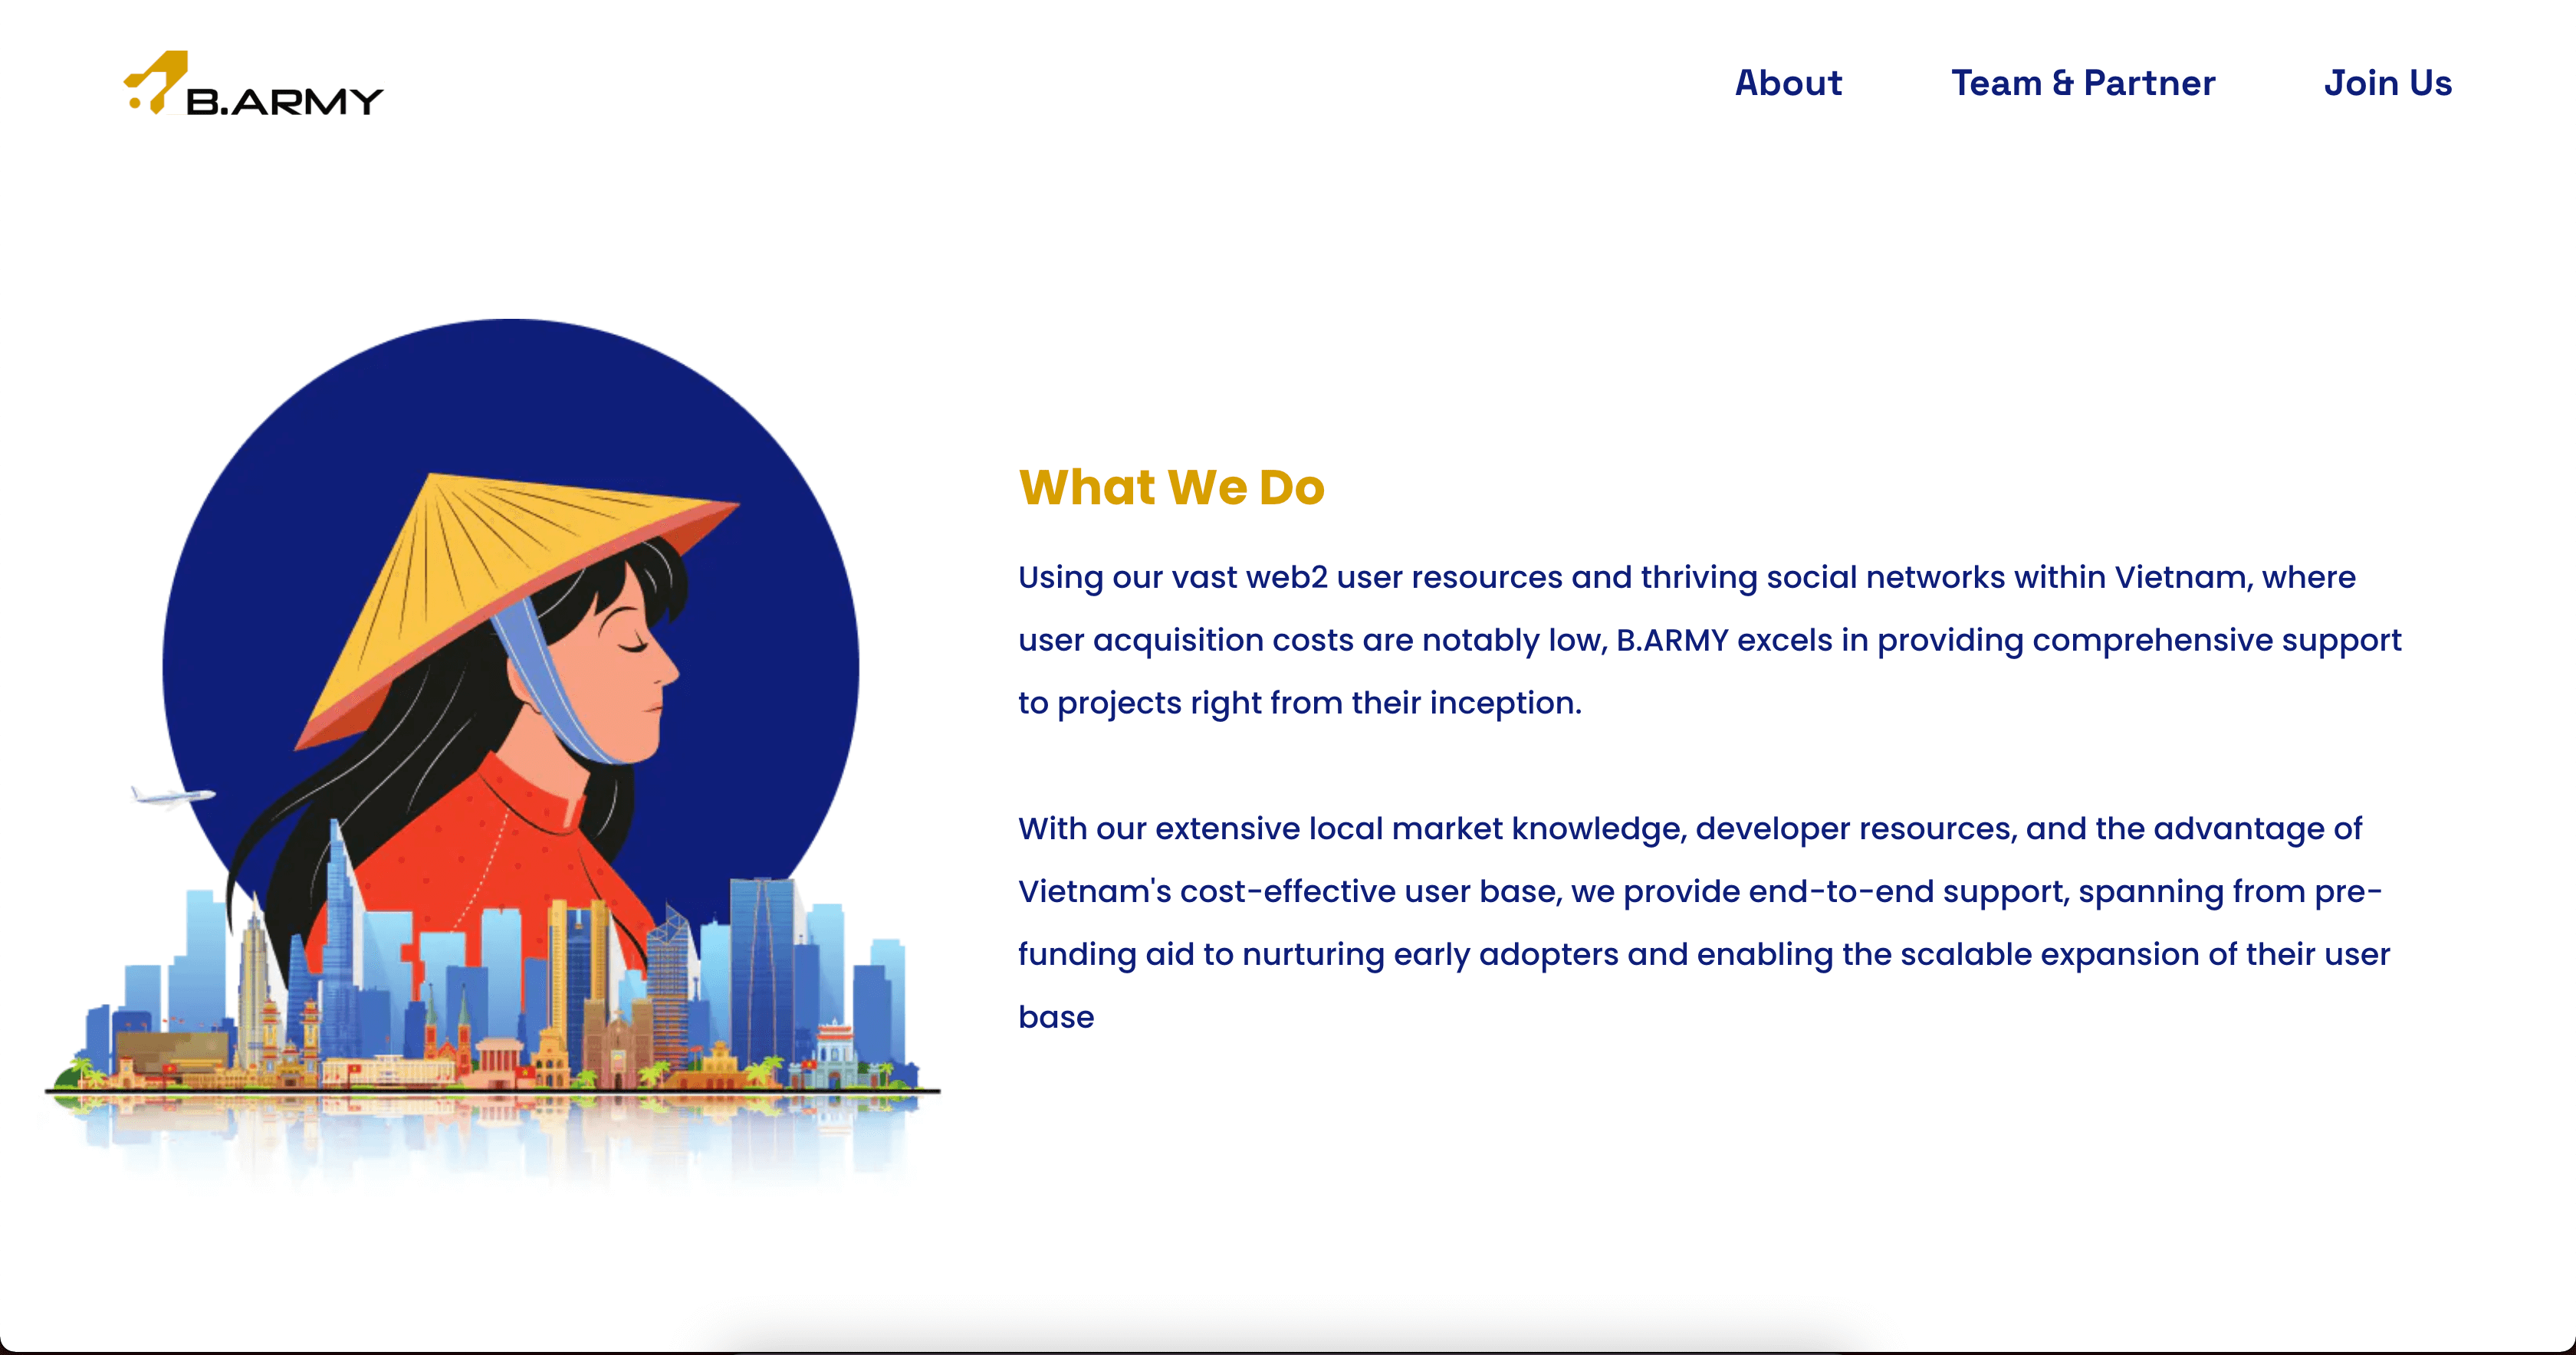 B.ARMY
About
Team & Partner
Join Us
What We Do
Using our vast web2 user resources and thriving social networks within Vietnam, where
user acquisition costs are notably low, B.ARMY excels in providing comprehensive support
to projects right from their inception.
With our extensive local market knowledge, developer resources, and the advantage of
Vietnam's cost-effective user base, we provide end-to-end support, spanning from pre-
funding aid to nurturing early adopters and enabling the scalable expansion of their user
base